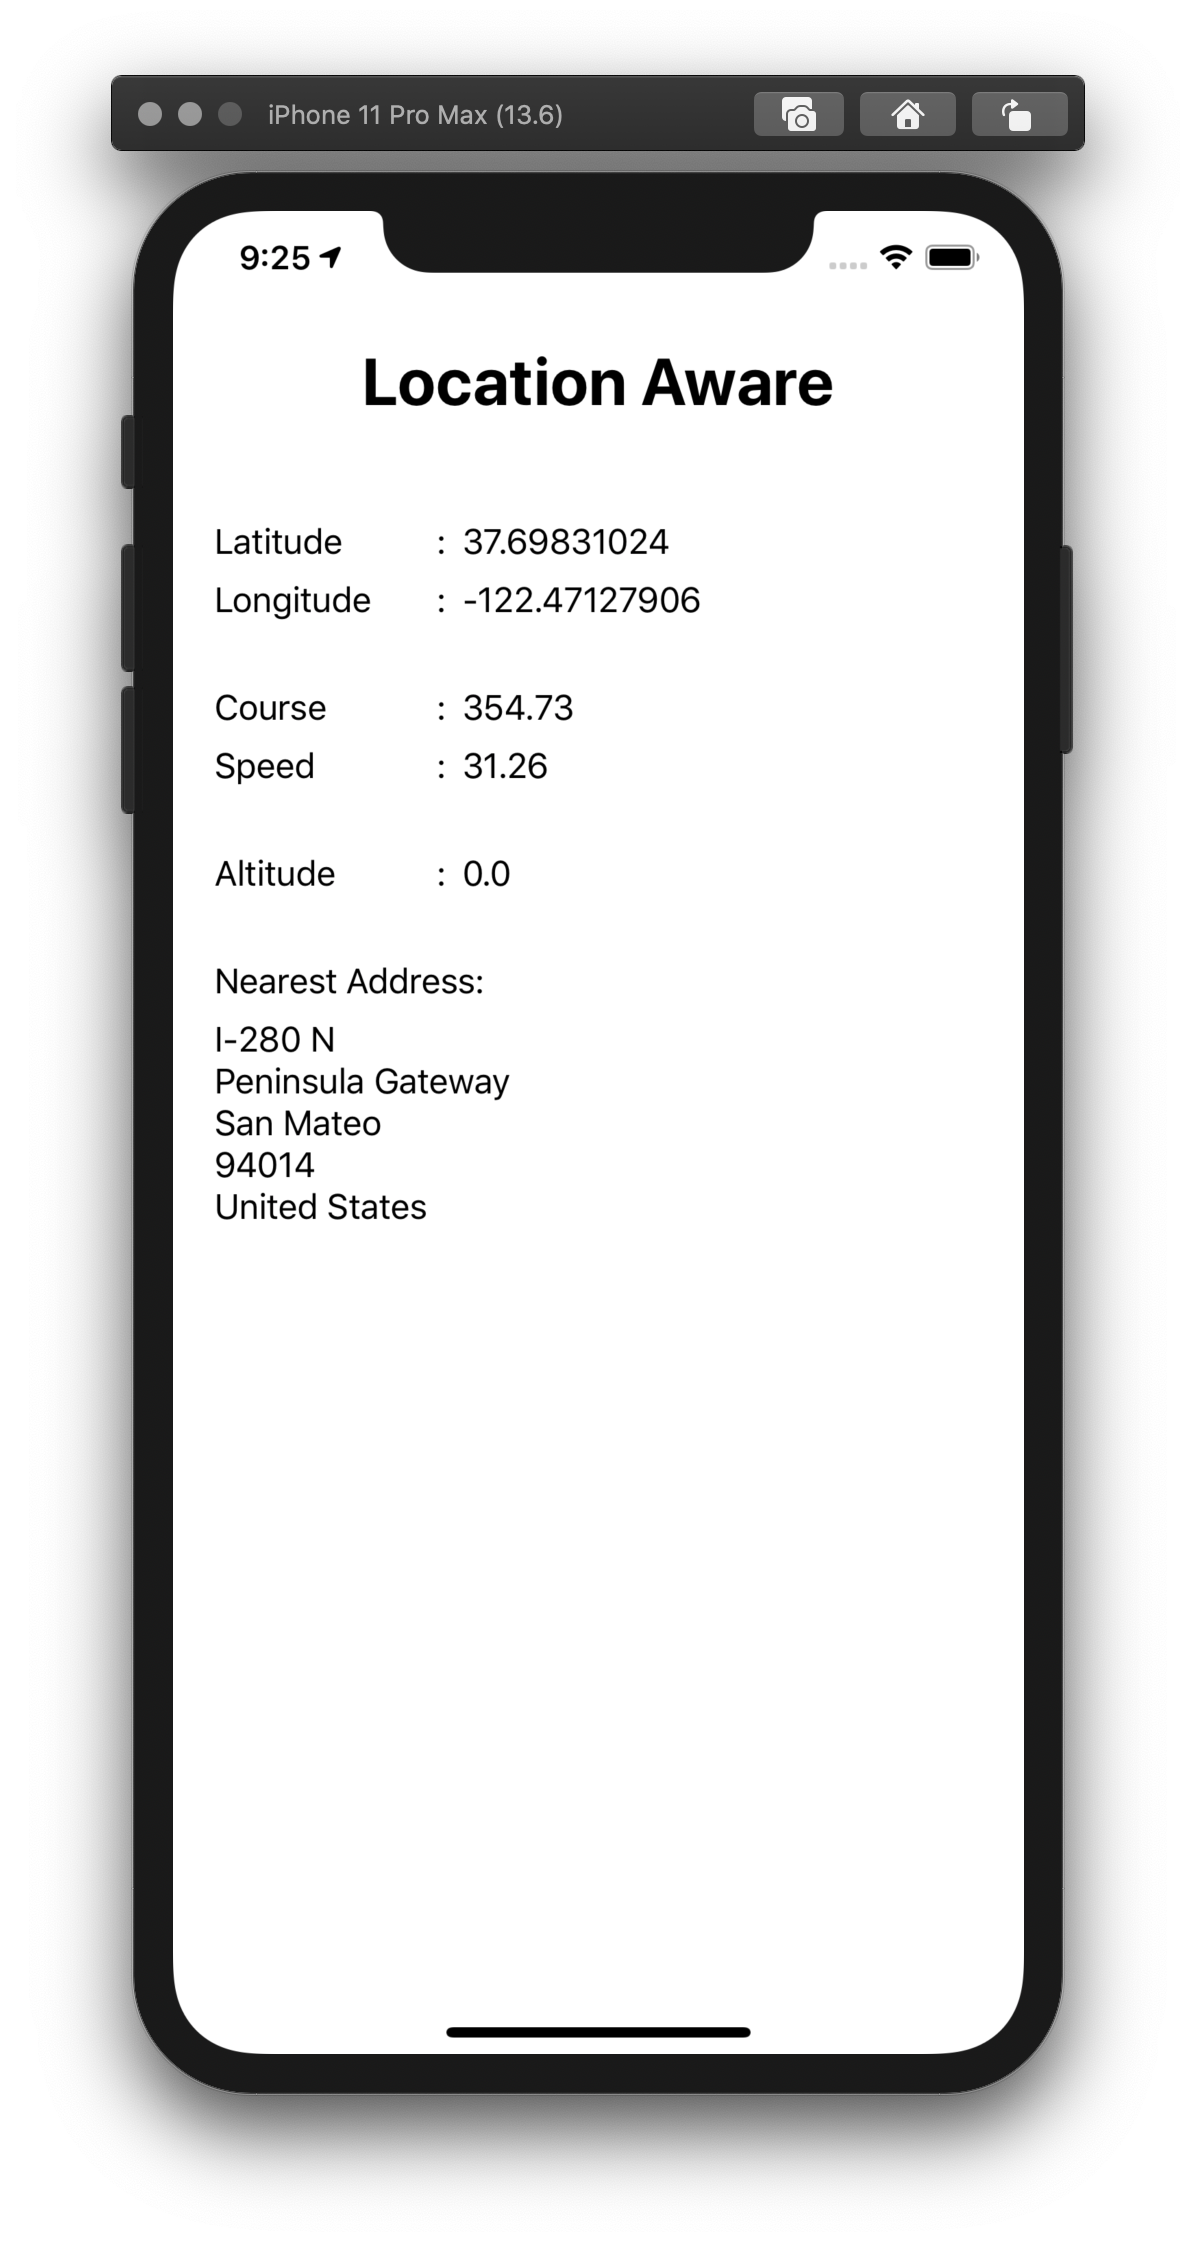 iPhone 11 Pro Max (13.6)
9:25
Location Aware
Latitude : 37.69831024
Longitude : -122.47127906
Course : 354.73
Speed : 31.26
Altitude : 0.0
Nearest Address:
I-280 N
Peninsula Gateway
San Mateo
94014
United States